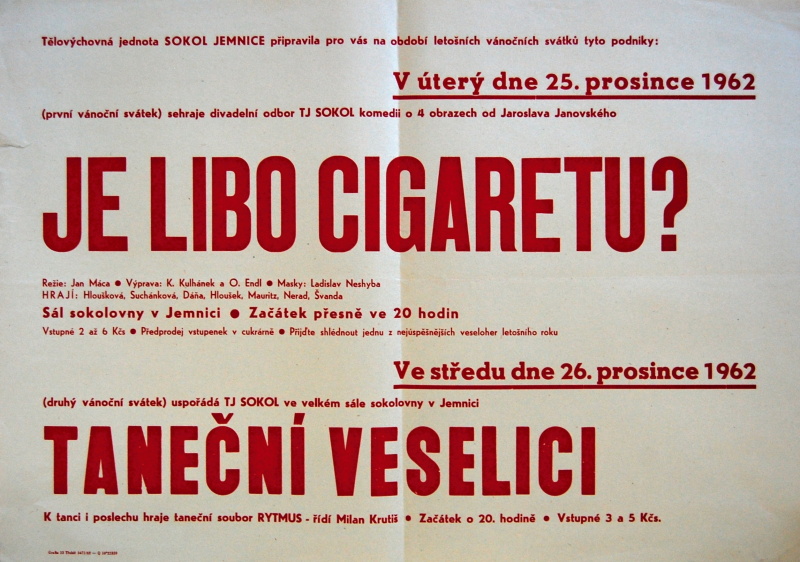 Tělovýchovná jednota SOKOL JEMNICE připravila pro vás na období letošních vánočních svátků tyto podniky:
V úterý dne 25. prosince 1962
(první vánoční svátek) sehraje divadelní odbor TJ SOKOL komedii o 4 obrazech od Jaroslava Janovského
JE LIBO CIGARETU?
Režie: Jan Máca ● Výprava: K. Kulhánek a O. Endl ● Masky: Ladislav Neshyba
HRAJÍ: Hloušková, Suchánková, Dáňa, Hloušek, Mauritz, Nerad, Švanda
Sál sokolovny v Jemnici ● Začátek přesně ve 20 hodin
Vstupné 2 až 6 Kčs ● Předprodej vstupenek v cukrárně ● Přijďte shlédnout jednu z nejúspěšnějších veseloher letošního roku
Ve středu dne 26. prosince 1962
(druhý vánoční svátek) uspořádá TJ SOKOL ve velkém sále sokolovny v Jemnici
TANEČNÍ VESELICI
K tanci i poslechu hraje taneční soubor RYTMUS - řídí Milan Krutiš ● Začátek o 20. hodině ● Vstupné 3 a 5 Kčs.